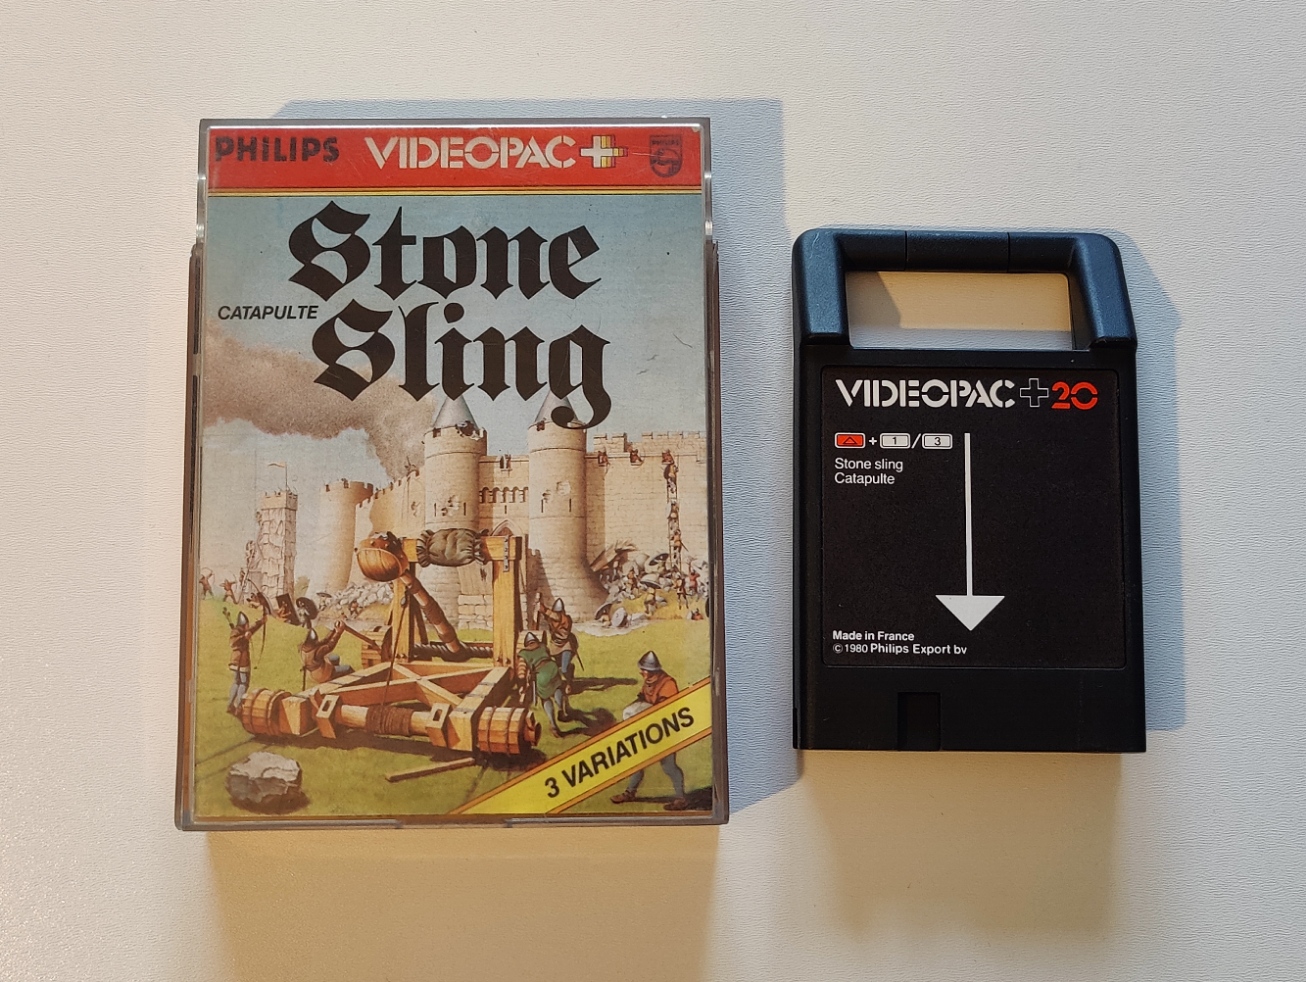 PHILIPS VIDEOPAC+
Stone
CATAPULTE
Sling
3 VARIATIONS
VIDEOPAC+20
+ 1 / 3
Stone sling
Catapulte
Made in France
© 1980 Philips Export bv